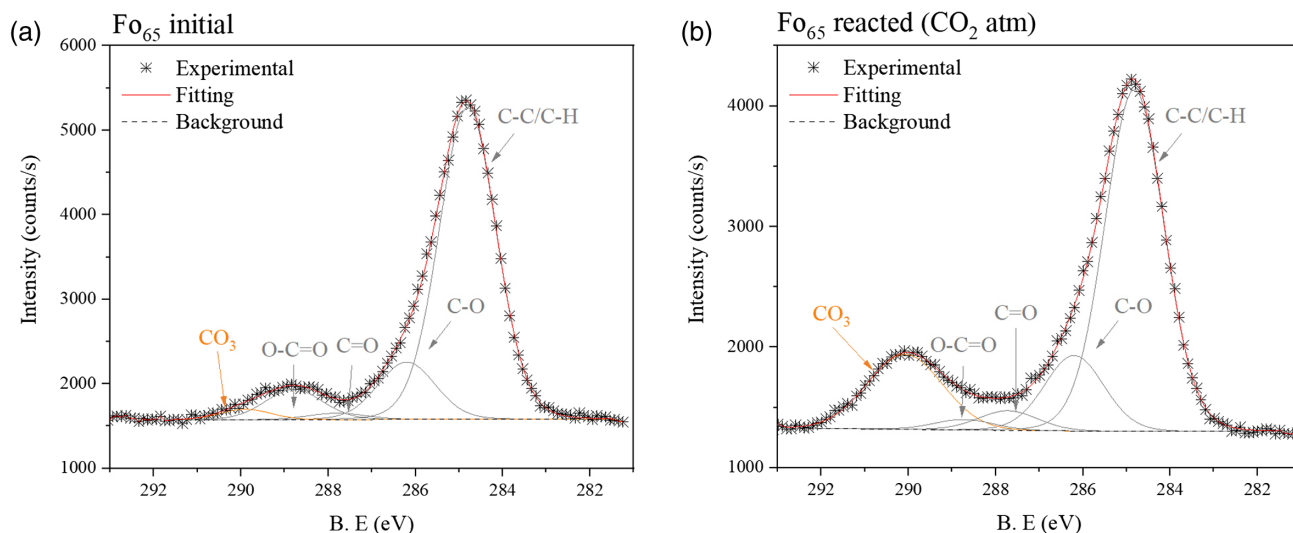 (a)
Fo₆₅ initial
6000
5000
4000
3000
2000
1000
Intensity (counts/s)
Experimental
Fitting
Background
C-C/C-H
C-O
C=O
O-C=O
CO₃
292 290 288 286 284 282
B. E (eV)
(b)
Fo₆₅ reacted (CO₂ atm)
4000
3000
2000
1000
Intensity (counts/s)
Experimental
Fitting
Background
C-C/C-H
C-O
C=O
O-C=O
CO₃
292 290 288 286 284 282
B. E (eV)